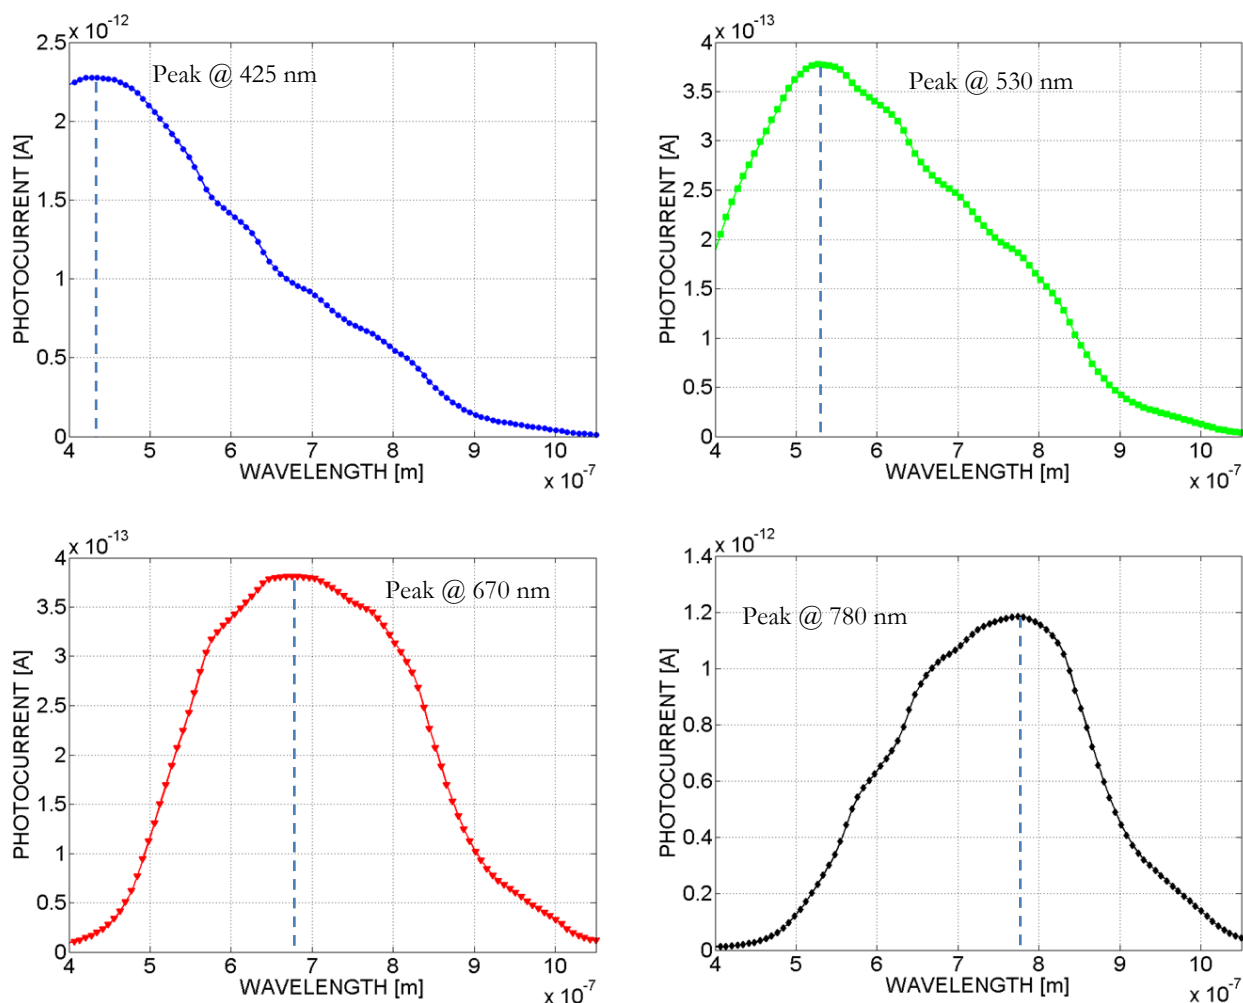 x 10-12
2.5
2
1.5
1
0.5
0
PHOTOCURRENT [A]
Peak @ 425 nm
4 5 6 7 8 9 10
WAVELENGTH [m]
x 10-7
x 10-13
4
3.5
3
2.5
2
1.5
1
0.5
0
PHOTOCURRENT [A]
Peak @ 530 nm
4 5 6 7 8 9 10
WAVELENGTH [m]
x 10-7
x 10-13
4
3.5
3
2.5
2
1.5
1
0.5
0
PHOTOCURRENT [A]
Peak @ 670 nm
4 5 6 7 8 9 10
WAVELENGTH [m]
x 10-7
x 10-12
1.4
1.2
1
0.8
0.6
0.4
0.2
0
PHOTOCURRENT [A]
Peak @ 780 nm
4 5 6 7 8 9 10
WAVELENGTH [m]
x 10-7